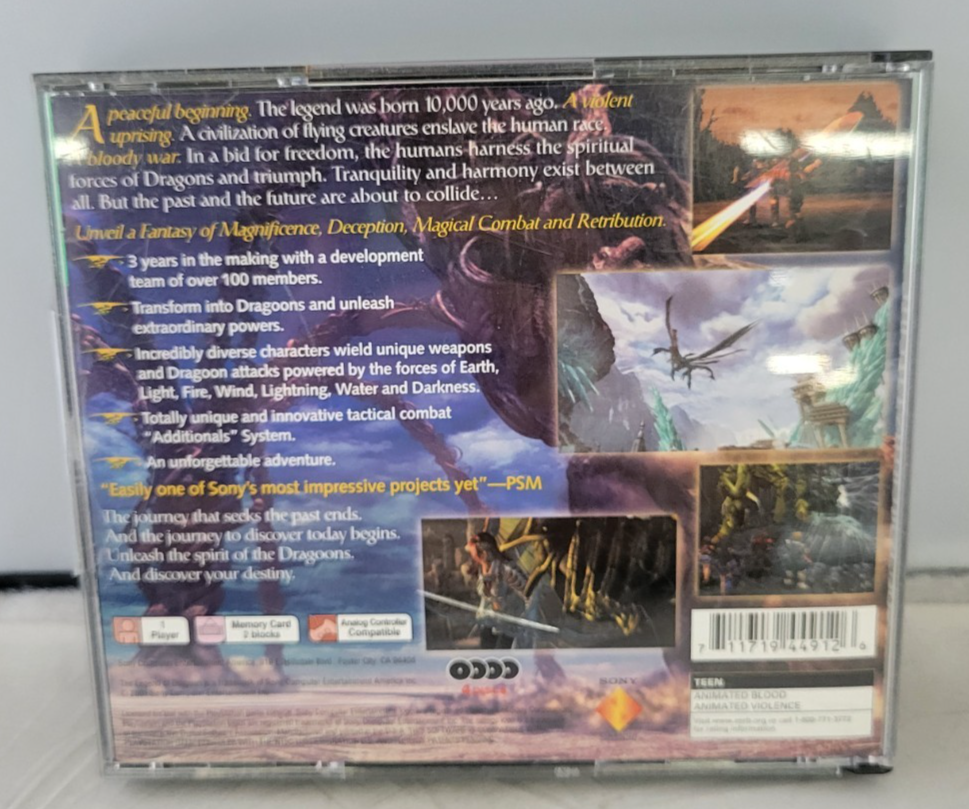 A peaceful beginning. The legend was born 10,000 years ago. A violent
uprising. A civilization of flying creatures enslave the human race.
A bloody war. In a bid for freedom, the humans harness the spiritual
forces of Dragons and triumph. Tranquility and harmony exist between
all. But the past and the future are about to collide...
Unveil a Fantasy of Magnificence, Deception, Magical Combat and Retribution.
- 3 years in the making with a development
team of over 100 members.
- Transform into Dragoons and unleash
extraordinary powers.
- Incredibly diverse characters wield unique weapons
and Dragoon attacks powered by the forces of Earth,
Light, Fire, Wind, Lightning, Water and Darkness.
- Totally unique and innovative tactical combat
"Additionals" System.
- An unforgettable adventure.
"Easily one of Sony's most impressive projects yet"—PSM
The journey that seeks the past ends.
And the journey to discover today begins.
Unleash the spirit of the Dragoons.
And discover your destiny.
1
Player
Memory Card
2 blocks
Analog Controller
Compatible
7 11719 44912 6
SONY
TEEN
ANIMATED BLOOD
ANIMATED VIOLENCE
Foster City, CA 94404